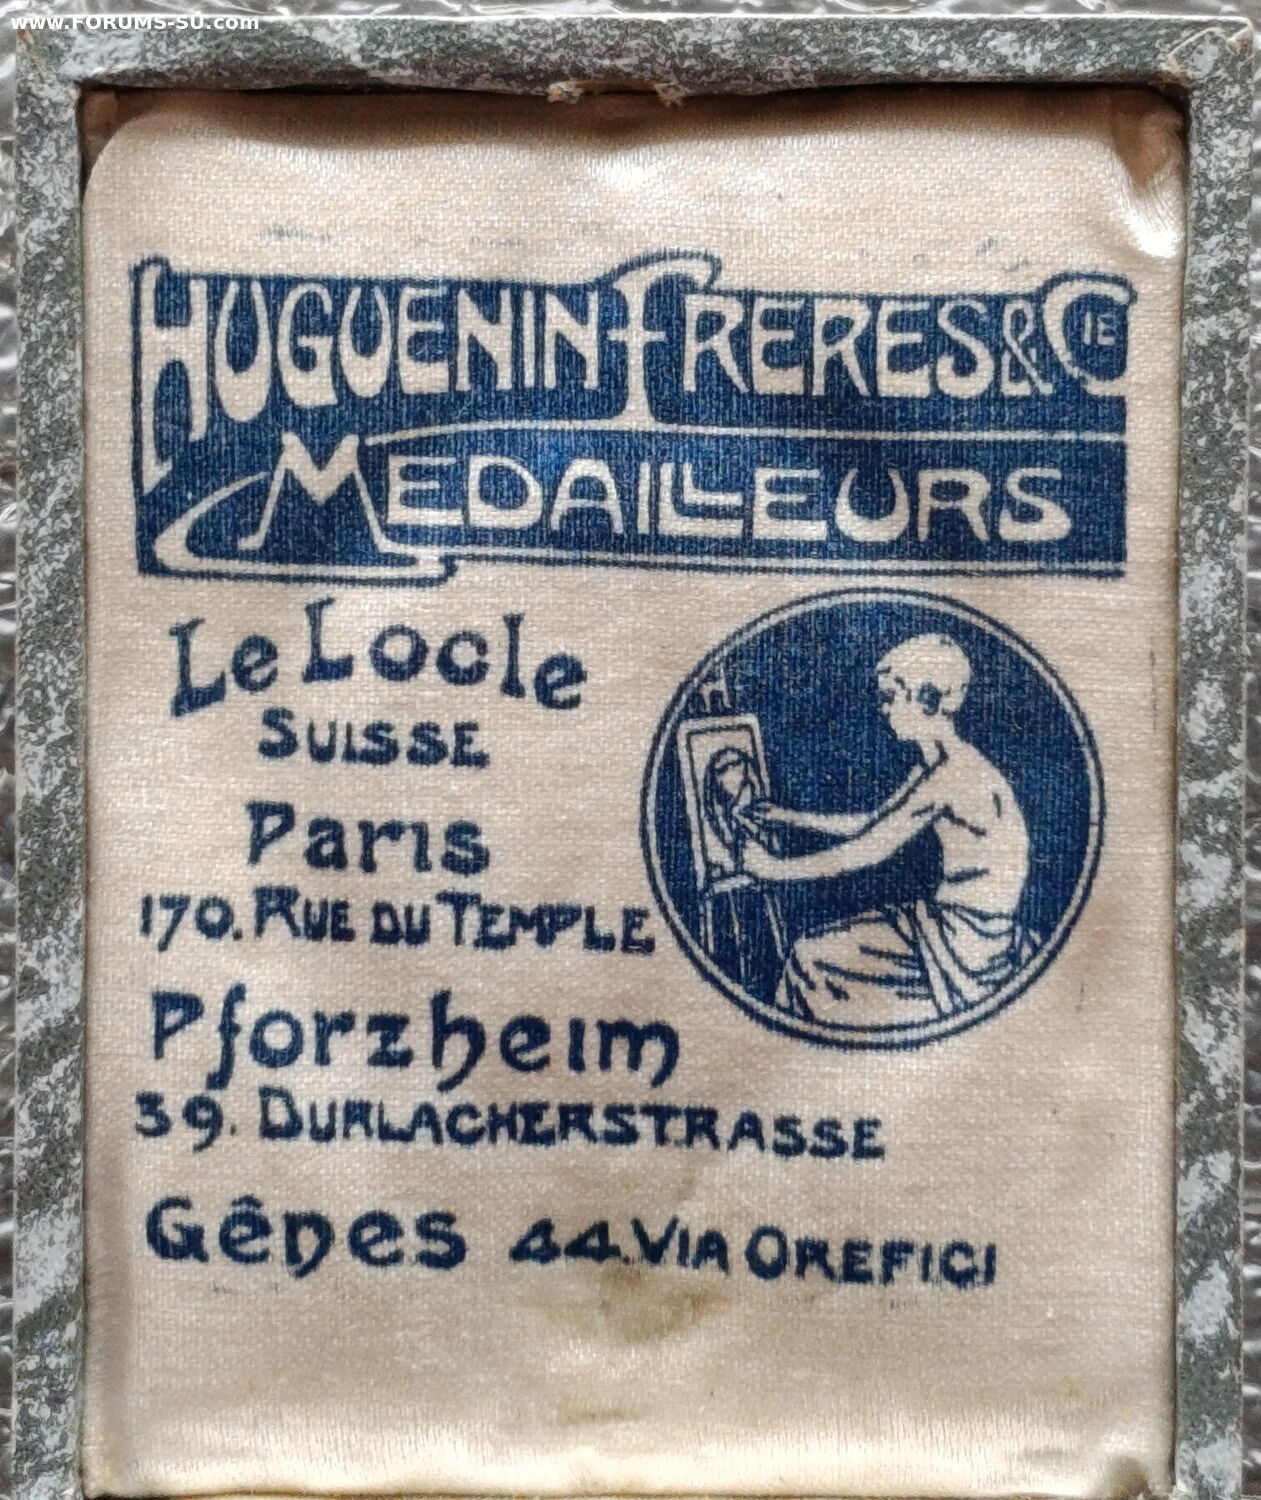 www.FORUMS-SU.com
HUGUENIN FRERES & CIE
MEDAILLEURS
Le Locle
SUISSE
Paris
170. RUE DU TEMPLE
Pforzheim
39. DURLACHERSTRASSE
Gênes 44. VIA OREFICI